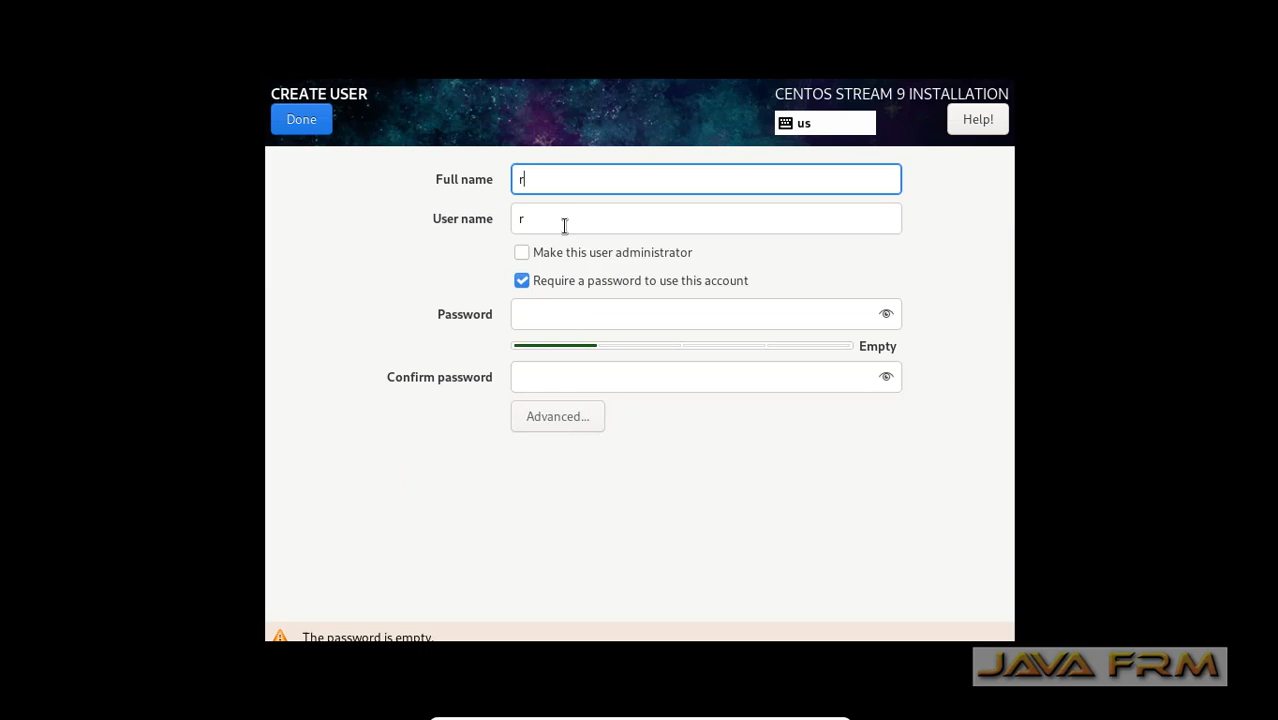 CREATE USER
CENTOS STREAM 9 INSTALLATION
Done
us
Help!
Full name
r
User name
r
Make this user administrator
Require a password to use this account
Password
Empty
Confirm password
Advanced...
The password is empty.
JAVA FRM